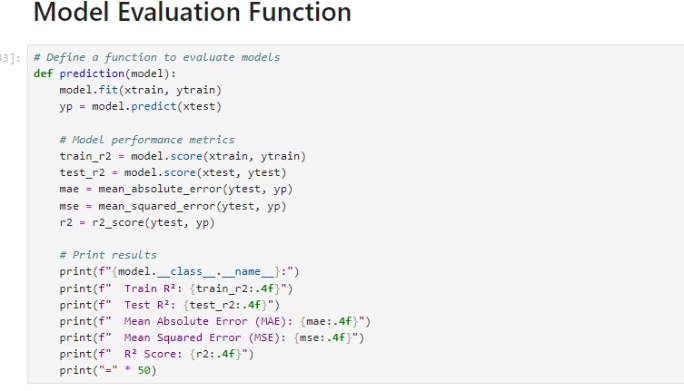 Model Evaluation Function
33]:
# Define a function to evaluate models
def prediction(model):
    model.fit(xtrain, ytrain)
    yp = model.predict(xtest)

    # Model performance metrics
    train_r2 = model.score(xtrain, ytrain)
    test_r2 = model.score(xtest, ytest)
    mae = mean_absolute_error(ytest, yp)
    mse = mean_squared_error(ytest, yp)
    r2 = r2_score(ytest, yp)

    # Print results
    print(f"{model.__class__.__name__}:")
    print(f"  Train R²: {train_r2:.4f}")
    print(f"  Test R²: {test_r2:.4f}")
    print(f"  Mean Absolute Error (MAE): {mae:.4f}")
    print(f"  Mean Squared Error (MSE): {mse:.4f}")
    print(f"  R² Score: {r2:.4f}")
    print("=" * 50)